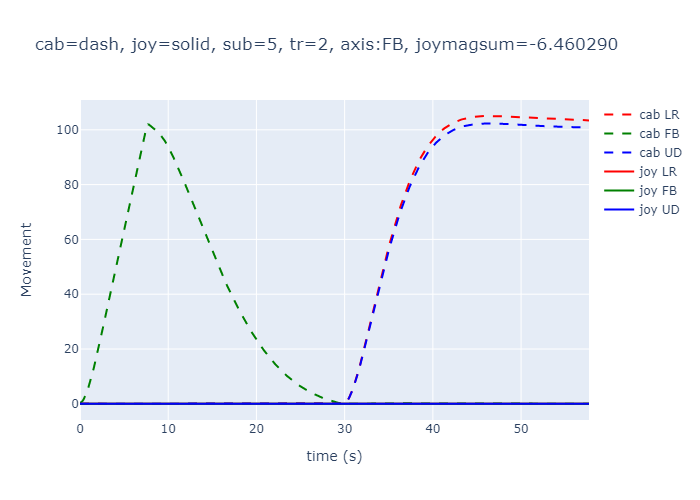 cab=dash, joy=solid, sub=5, tr=2, axis:FB, joymagsum=-6.460290
cab LR
cab FB
cab UD
joy LR
joy FB
joy UD
Movement
100
80
60
40
20
0
0 10 20 30 40 50
time (s)